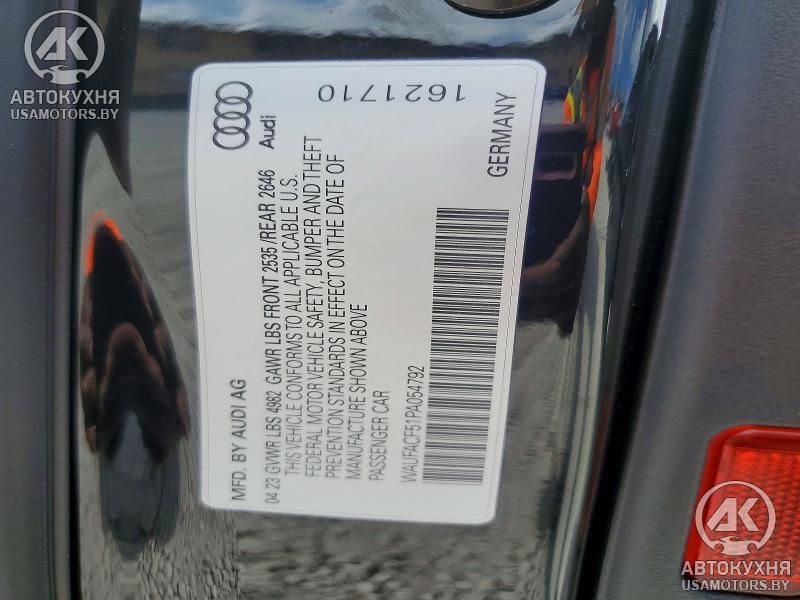 АК
АВТОКУХНЯ
USAMOTORS.BY
MFD. BY AUDI AG
Audi
04 23 GVWR LBS 4982 GAWR LBS FRONT 2535/REAR 2646
THIS VEHICLE CONFORMS TO ALL APPLICABLE U.S.
FEDERAL MOTOR VEHICLE SAFETY, BUMPER AND THEFT
PREVENTION STANDARDS IN EFFECT ON THE DATE OF
MANUFACTURE SHOWN ABOVE
PASSENGER CAR
WAUFACF51PA054792
GERMANY
1621710
АК
АВТОКУХНЯ
USAMOTORS.BY